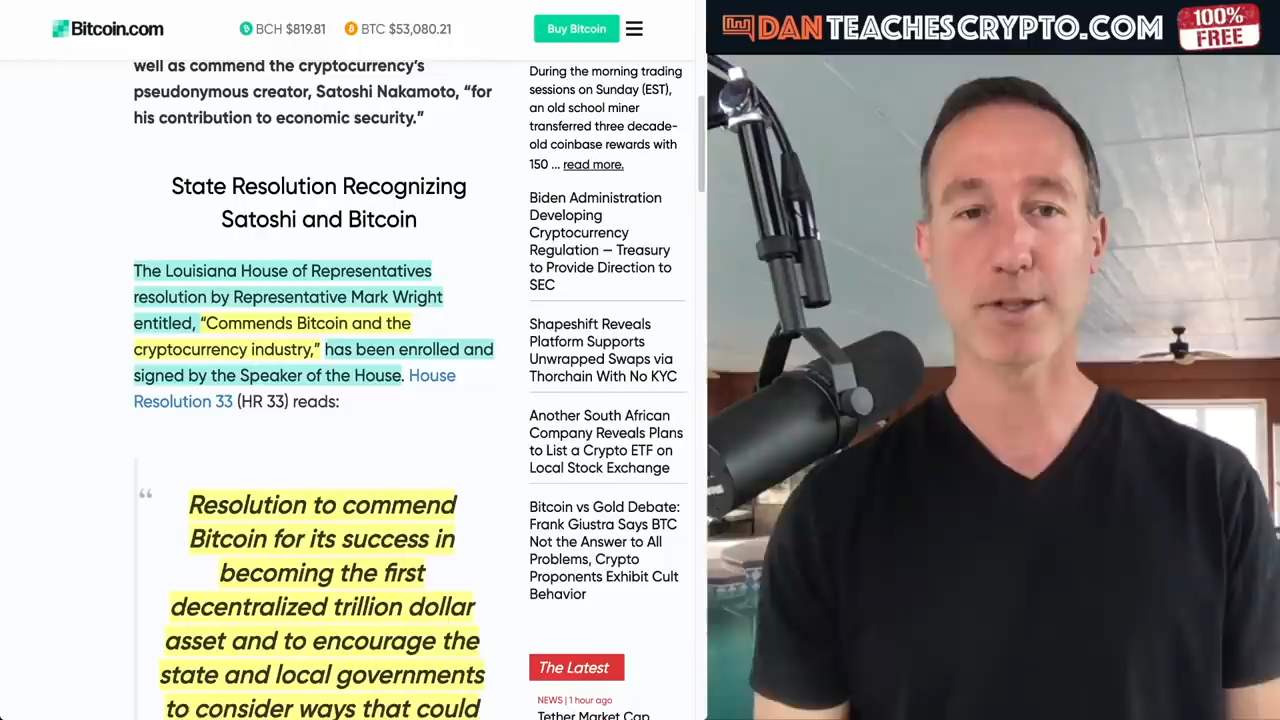 Bitcoin.com
BCH $819.81
BTC $53,080.21
Buy Bitcoin
well as commend the cryptocurrency's
pseudonymous creator, Satoshi Nakamoto, “for
his contribution to economic security.”
State Resolution Recognizing
Satoshi and Bitcoin
The Louisiana House of Representatives
resolution by Representative Mark Wright
entitled, “Commends Bitcoin and the
cryptocurrency industry,” has been enrolled and
signed by the Speaker of the House. House
Resolution 33 (HR 33) reads:
“
Resolution to commend
Bitcoin for its success in
becoming the first
decentralized trillion dollar
asset and to encourage the
state and local governments
to consider ways that could
During the morning trading
sessions on Sunday (EST),
an old school miner
transferred three decade-
old coinbase rewards with
150 ... read more.
Biden Administration
Developing
Cryptocurrency
Regulation — Treasury
to Provide Direction to
SEC
Shapeshift Reveals
Platform Supports
Unwrapped Swaps via
Thorchain With No KYC
Another South African
Company Reveals Plans
to List a Crypto ETF on
Local Stock Exchange
Bitcoin vs Gold Debate:
Frank Giustra Says BTC
Not the Answer to All
Problems, Crypto
Proponents Exhibit Cult
Behavior
The Latest
NEWS | 1 hour ago
Tether Market Cap
DANTEACHESCRYPTO.COM
100%
FREE